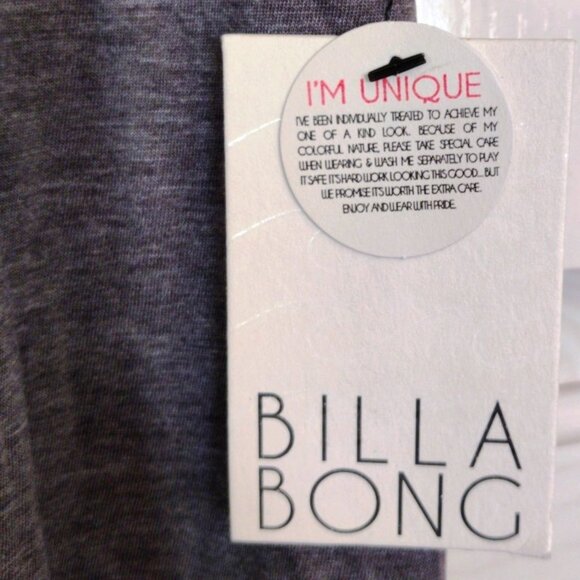 I'M UNIQUE
I'VE BEEN INDIVIDUALLY TREATED TO ACHIEVE MY
ONE OF A KIND LOOK. BECAUSE OF MY
COLORFUL NATURE, PLEASE TAKE SPECIAL CARE
WHEN WEARING & WASH ME SEPARATELY TO PLAY
IT SAFE IT'S HARD WORK LOOKING THIS GOOD... BUT
WE PROMISE IT'S WORTH THE EXTRA CARE.
ENJOY AND WEAR WITH PRIDE.
BILLA
BONG